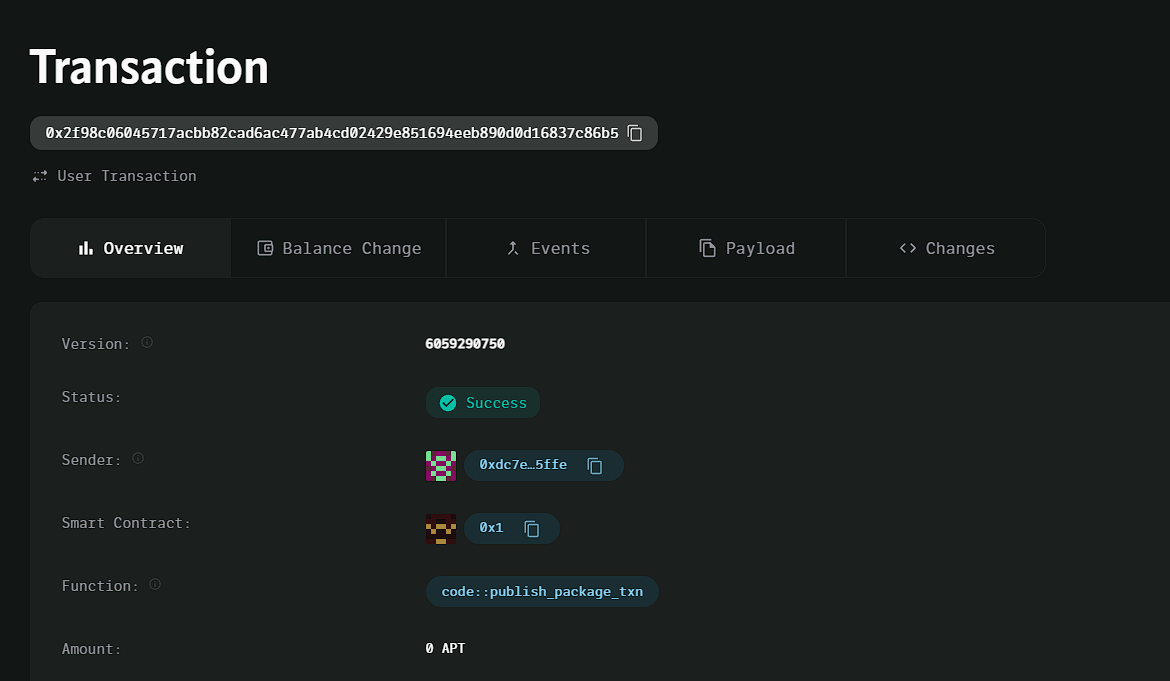 Transaction
0x2f98c06045717acbb82cad6ac477ab4cd02429e851694eeb890d0d16837c86b5
User Transaction
Overview Balance Change Events Payload Changes
Version: 6059290750
Status: Success
Sender: 0xdc7e…5ffe
Smart Contract: 0x1
Function: code::publish_package_txn
Amount: 0 APT